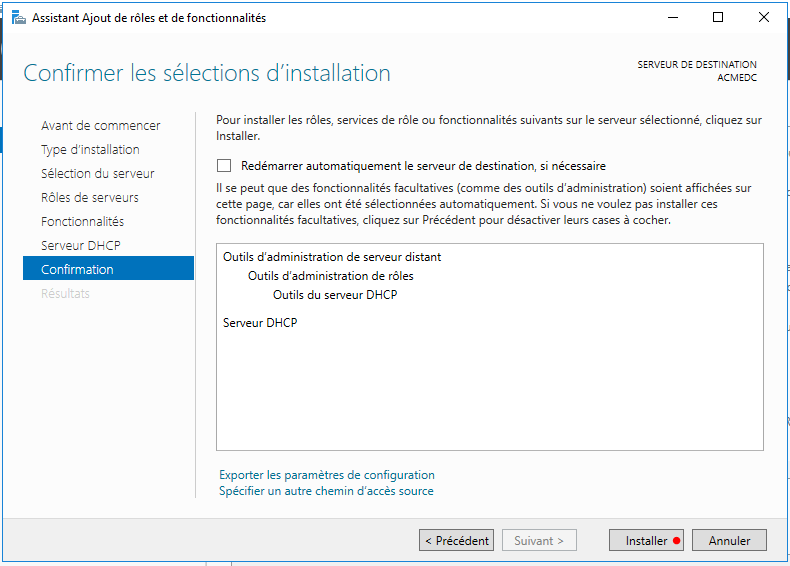 Assistant Ajout de rôles et de fonctionnalités
Confirmer les sélections d'installation
SERVEUR DE DESTINATION
ACMEDC
Avant de commencer
Type d'installation
Sélection du serveur
Rôles de serveurs
Fonctionnalités
Serveur DHCP
Confirmation
Résultats
Pour installer les rôles, services de rôle ou fonctionnalités suivants sur le serveur sélectionné, cliquez sur
Installer.
Redémarrer automatiquement le serveur de destination, si nécessaire
Il se peut que des fonctionnalités facultatives (comme des outils d'administration) soient affichées sur
cette page, car elles ont été sélectionnées automatiquement. Si vous ne voulez pas installer ces
fonctionnalités facultatives, cliquez sur Précédent pour désactiver leurs cases à cocher.
Outils d'administration de serveur distant
Outils d'administration de rôles
Outils du serveur DHCP
Serveur DHCP
Exporter les paramètres de configuration
Spécifier un autre chemin d'accès source
< Précédent
Suivant >
Installer
Annuler